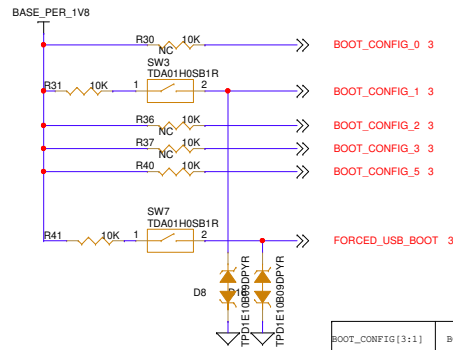 BASE_PER_1V8
R30 10K
NC
BOOT_CONFIG_0 3
SW3
TDA01H0SB1R
R31 10K 1 2
BOOT_CONFIG_1 3
R36 10K
NC
BOOT_CONFIG_2 3
R37 10K
NC
BOOT_CONFIG_3 3
R40 10K
BOOT_CONFIG_5 3
SW7
TDA01H0SB1R
R41 10K 1 2
FORCED_USB_BOOT 3
D8
TPD1E10B09DPYR
TPD1E10B09DPYR
BOOT_CONFIG[3:1]